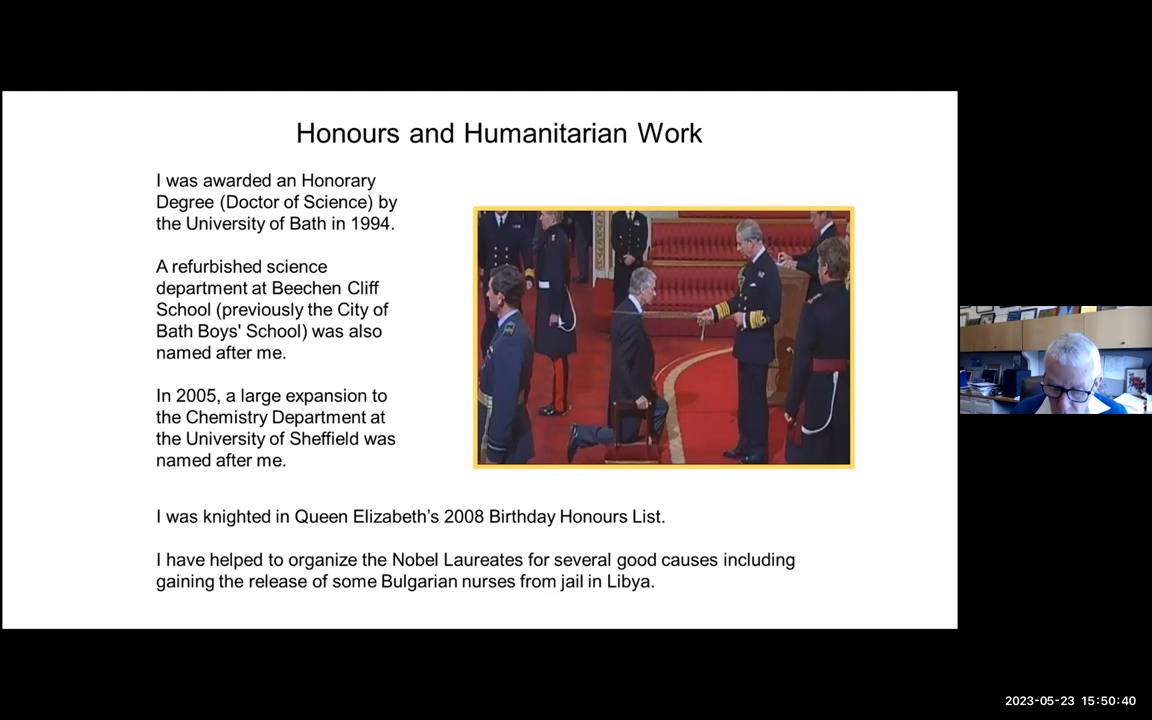 Honours and Humanitarian Work
I was awarded an Honorary
Degree (Doctor of Science) by
the University of Bath in 1994.
A refurbished science
department at Beechen Cliff
School (previously the City of
Bath Boys' School) was also
named after me.
In 2005, a large expansion to
the Chemistry Department at
the University of Sheffield was
named after me.
I was knighted in Queen Elizabeth’s 2008 Birthday Honours List.
I have helped to organize the Nobel Laureates for several good causes including
gaining the release of some Bulgarian nurses from jail in Libya.
2023-05-23 15:50:40